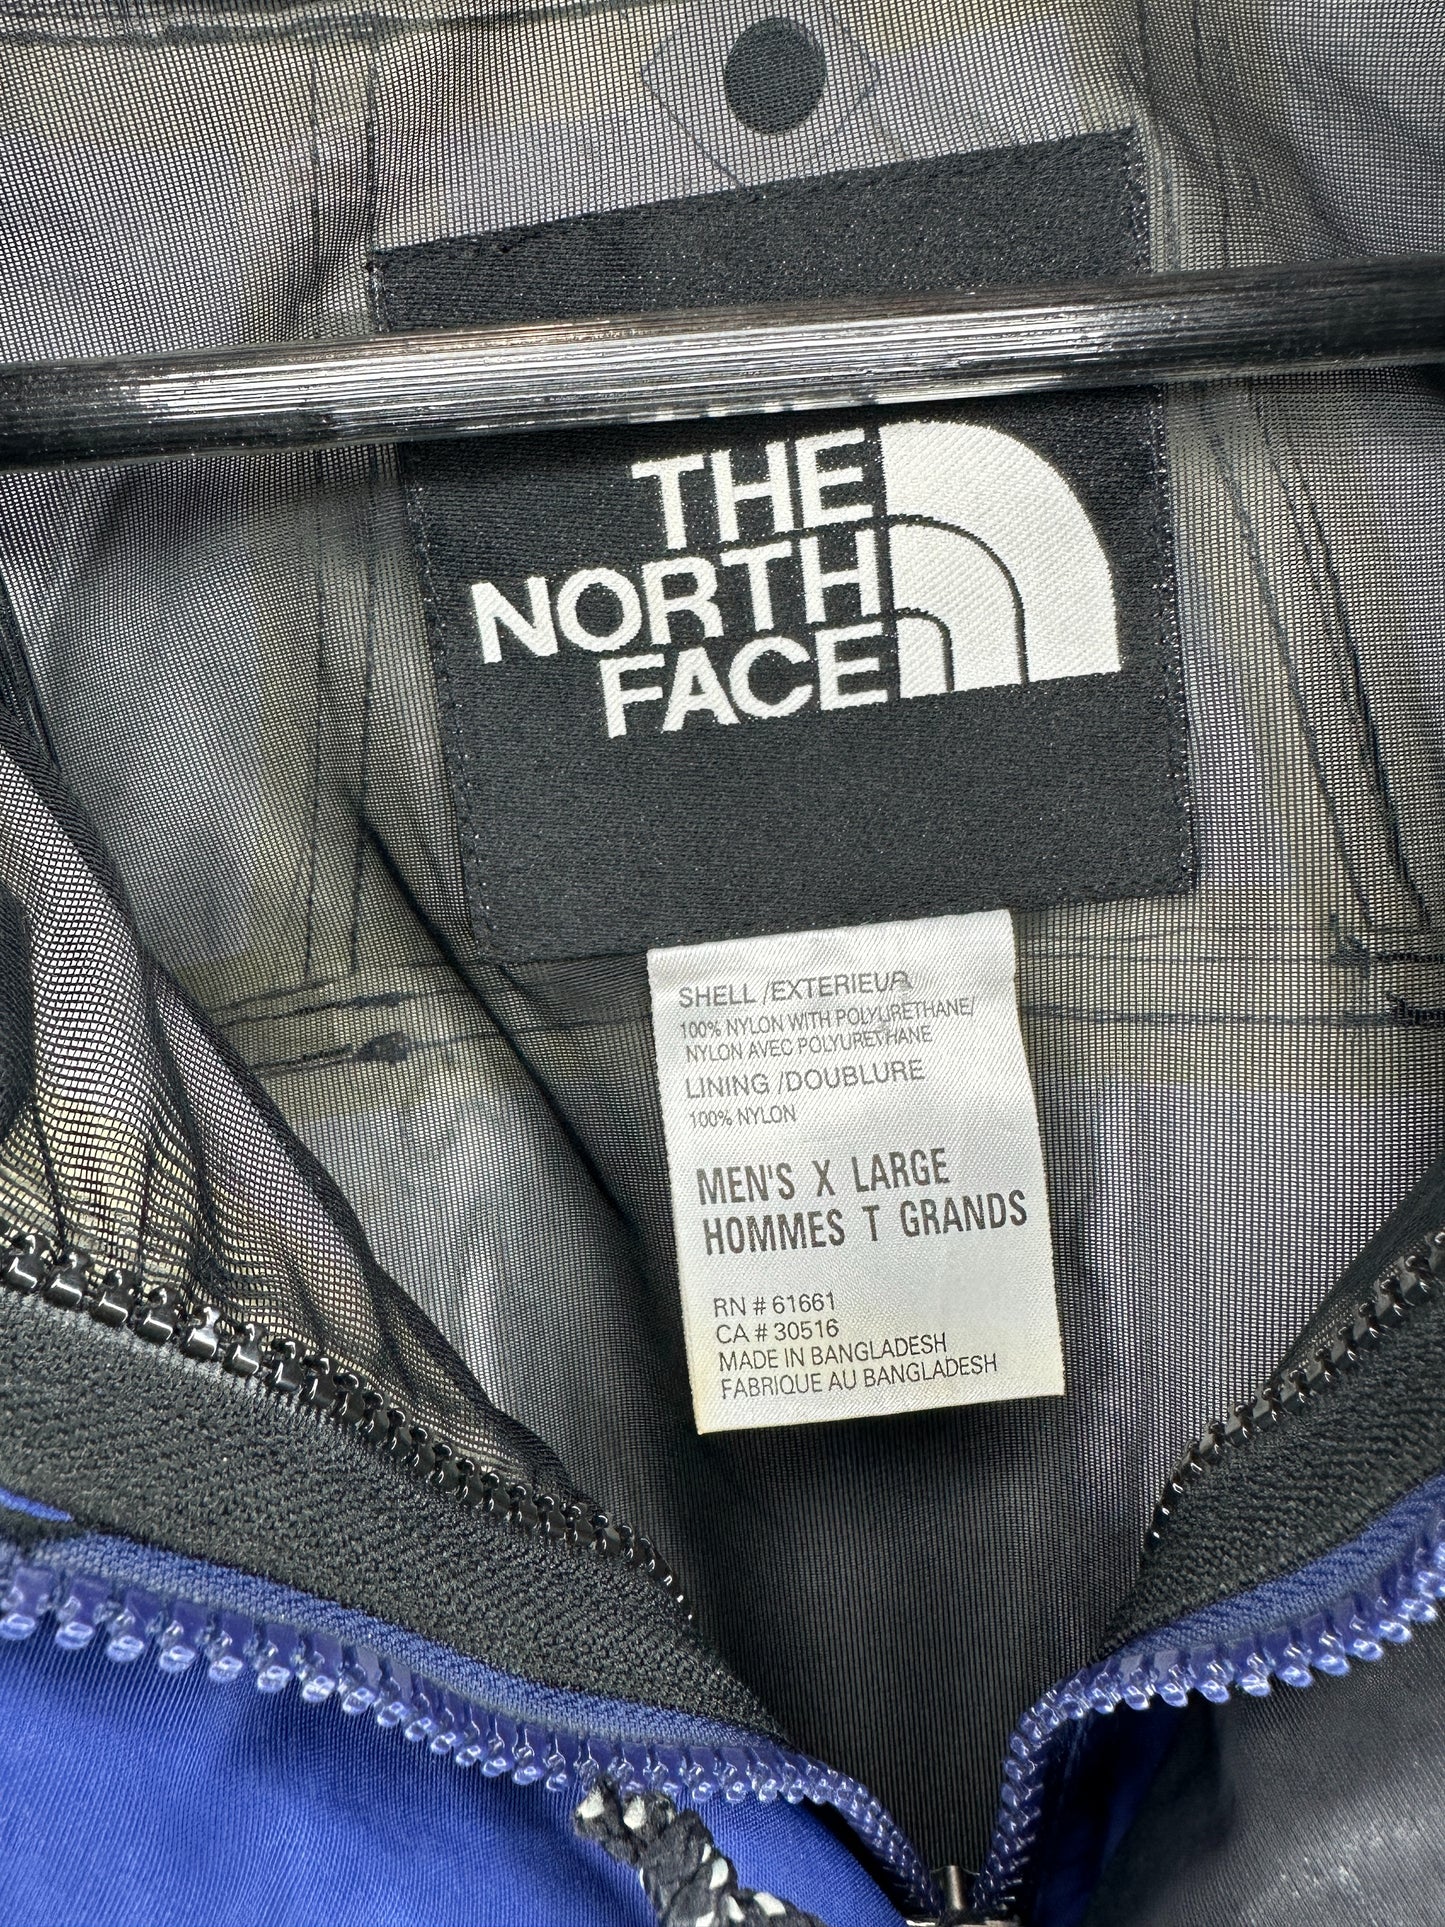 THE
NORTH
FACE
SHELL /EXTERIEUR
100% NYLON WITH POLYURETHANE/
NYLON AVEC POLYURETHANE
LINING /DOUBLURE
100% NYLON
MEN'S X LARGE
HOMMES T GRANDS
RN # 61661
CA # 30516
MADE IN BANGLADESH
FABRIQUE AU BANGLADESH